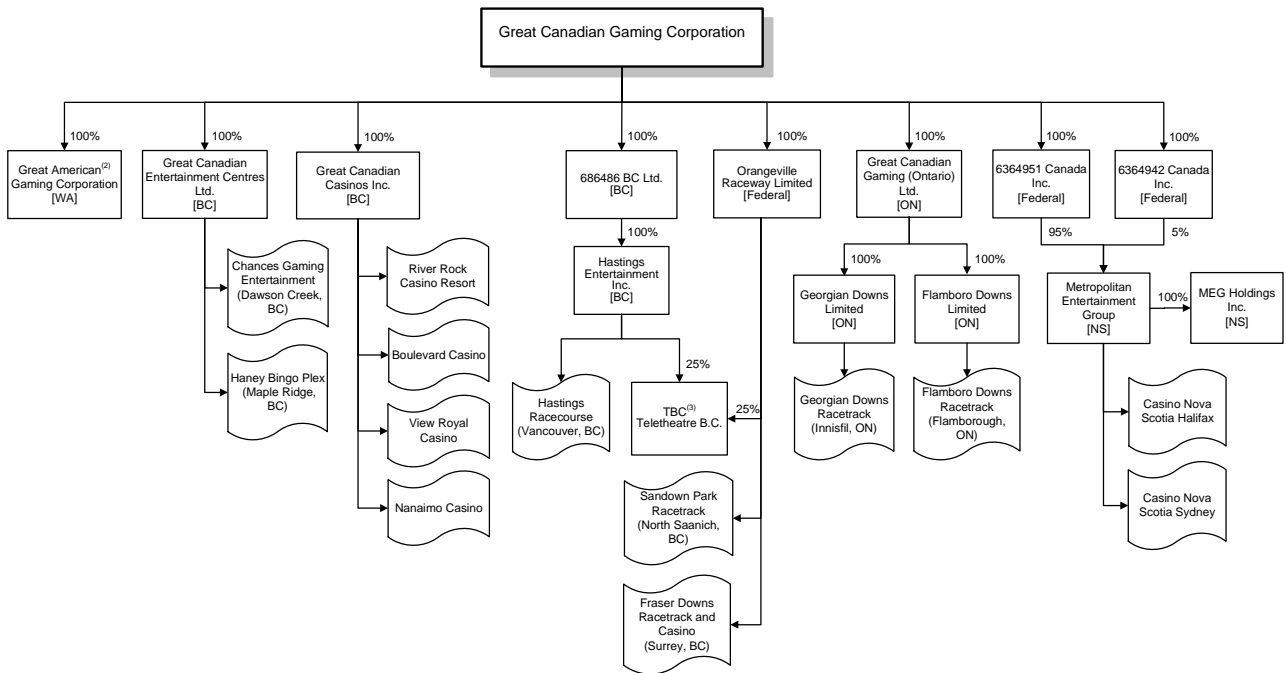 Great Canadian Gaming Corporation
100%
100%
100%
100%
100%
100%
100%
100%
Great American(2)
Gaming Corporation
[WA]
Great Canadian
Entertainment Centres
Ltd.
[BC]
Great Canadian
Casinos Inc.
[BC]
686486 BC Ltd.
[BC]
Orangeville
Raceway Limited
[Federal]
Great Canadian
Gaming (Ontario)
Ltd.
[ON]
6364951 Canada
Inc.
[Federal]
6364942 Canada
Inc.
[Federal]
95%
5%
100%
100%
100%
Chances Gaming
Entertainment
(Dawson Creek,
BC)
River Rock
Casino Resort
Hastings
Entertainment
Inc.
[BC]
Georgian Downs
Limited
[ON]
Flamboro Downs
Limited
[ON]
Metropolitan
Entertainment
Group
[NS]
100%
MEG Holdings
Inc.
[NS]
Haney Bingo Plex
(Maple Ridge,
BC)
Boulevard Casino
25%
Hastings
Racecourse
(Vancouver, BC)
TBC(3)
Teletheatre B.C.
25%
Georgian Downs
Racetrack
(Innisfil, ON)
Flamboro Downs
Racetrack
(Flamborough,
ON)
Casino Nova
Scotia Halifax
View Royal
Casino
Nanaimo Casino
Sandown Park
Racetrack
(North Saanich,
BC)
Casino Nova
Scotia Sydney
Fraser Downs
Racetrack and
Casino
(Surrey, BC)